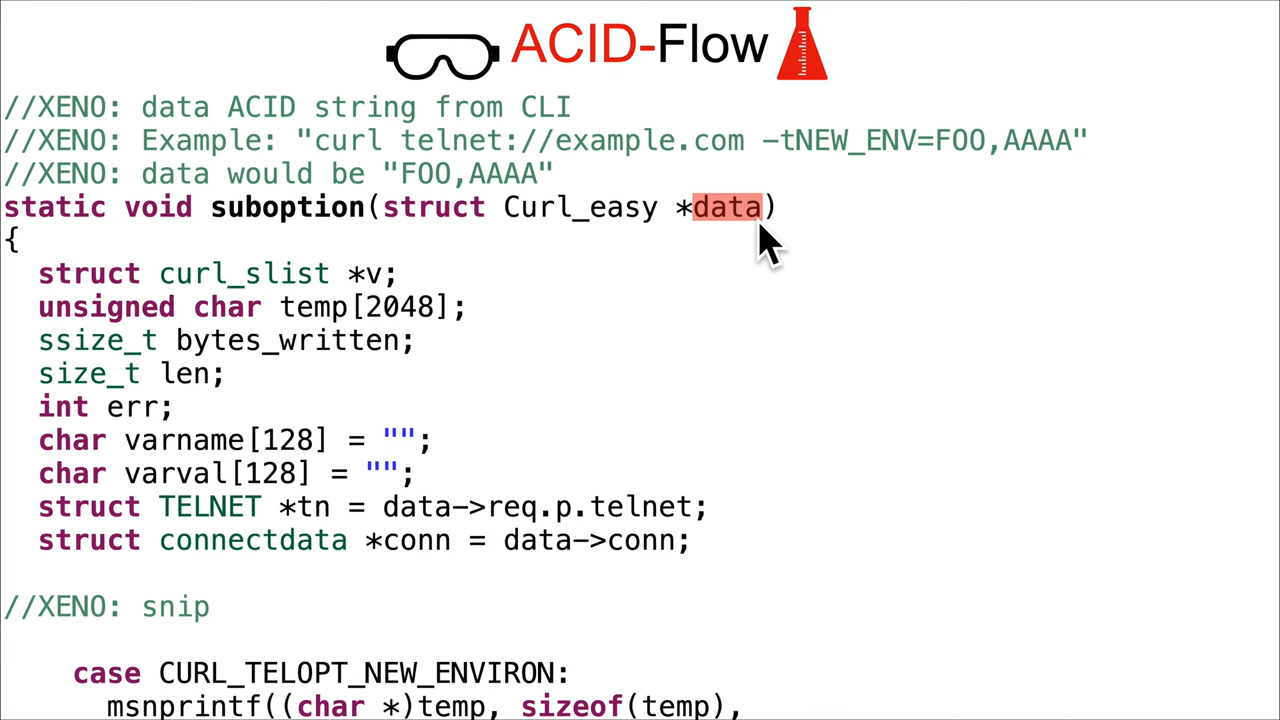 ACID-Flow
//XENO: data ACID string from CLI
//XENO: Example: "curl telnet://example.com -tNEW_ENV=FOO,AAAA"
//XENO: data would be "FOO,AAAA"
static void suboption(struct Curl_easy *data)
{
  struct curl_slist *v;
  unsigned char temp[2048];
  ssize_t bytes_written;
  size_t len;
  int err;
  char varname[128] = "";
  char varval[128] = "";
  struct TELNET *tn = data->req.p.telnet;
  struct connectdata *conn = data->conn;
//XENO: snip
    case CURL_TELOPT_NEW_ENVIRON:
      msnprintf((char *)temp, sizeof(temp),